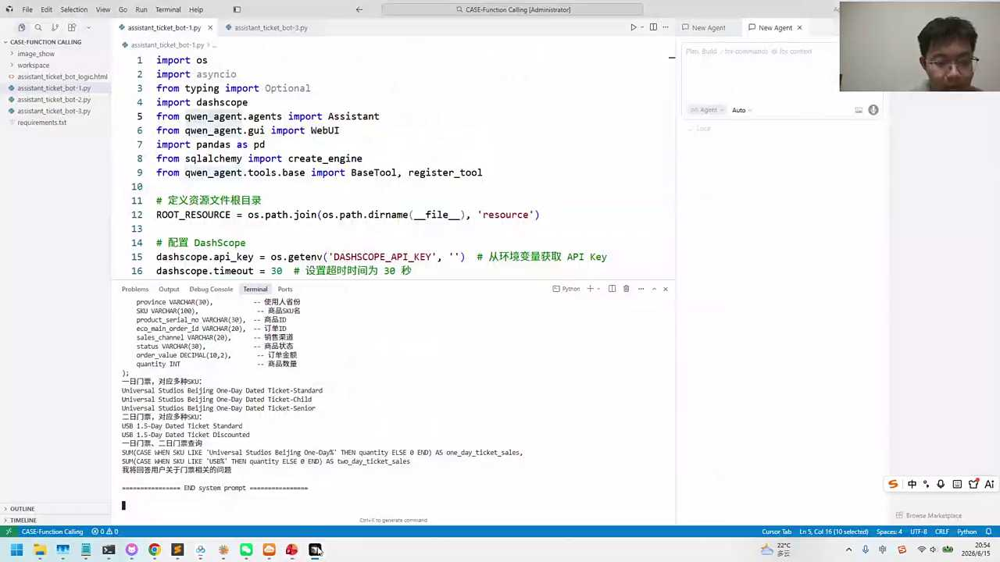 File Edit Selection View Go Run Terminal Help
CASE-Function Calling [Administrator]
assistant_ticket_bot-1.py
assistant_ticket_bot-3.py
New Agent
New Agent
CASE-FUNCTION CALLING
image_show
workspace
assistant_ticket_bot_logic.html
assistant_ticket_bot-1.py
assistant_ticket_bot-2.py
assistant_ticket_bot-3.py
requirements.txt
OUTLINE
TIMELINE
assistant_ticket_bot-1.py > ...
1 import os
2 import asyncio
3 from typing import Optional
4 import dashscope
5 from qwen_agent.agents import Assistant
6 from qwen_agent.gui import WebUI
7 import pandas as pd
8 from sqlalchemy import create_engine
9 from qwen_agent.tools.base import BaseTool, register_tool
10
11 # 定义资源文件根目录
12 ROOT_RESOURCE = os.path.join(os.path.dirname(__file__), 'resource')
13
14 # 配置 DashScope
15 dashscope.api_key = os.getenv('DASHSCOPE_API_KEY', '') # 从环境变量获取 API Key
16 dashscope.timeout = 30 # 设置超时时间为 30 秒
Problems Output Debug Console Terminal Ports
Python
province VARCHAR(30), -- 使用人省份
SKU VARCHAR(100), -- 商品SKU名
product_serial_no VARCHAR(30), -- 商品ID
eco_main_order_id VARCHAR(20), -- 订单ID
sales_channel VARCHAR(20), -- 销售渠道
status VARCHAR(30), -- 商品状态
order_value DECIMAL(10,2), -- 订单金额
quantity INT -- 商品数量
);
一日门票，对应多种SKU：
Universal Studios Beijing One-Day Dated Ticket-Standard
Universal Studios Beijing One-Day Dated Ticket-Child
Universal Studios Beijing One-Day Dated Ticket-Senior
二日门票，对应多种SKU：
USB 1.5-Day Dated Ticket Standard
USB 1.5-Day Dated Ticket Discounted
一日门票、二日门票查询
SUM(CASE WHEN SKU LIKE 'Universal Studios Beijing One-Day%' THEN quantity ELSE 0 END) AS one_day_ticket_sales,
SUM(CASE WHEN SKU LIKE 'USB%' THEN quantity ELSE 0 END) AS two_day_ticket_sales
我将回答用户关于门票相关的问题
================ END system prompt ================
Ctrl+K to generate command
Plan, Build, / for commands, @ for context
Agent Auto
Local
中
Browse Marketplace
CASE-Function Calling 0 0
Cursor Tab Ln 5, Col 16 (10 selected) Spaces: 4 UTF-8 CRLF Python
22°C
多云
20:54
2026/6/15